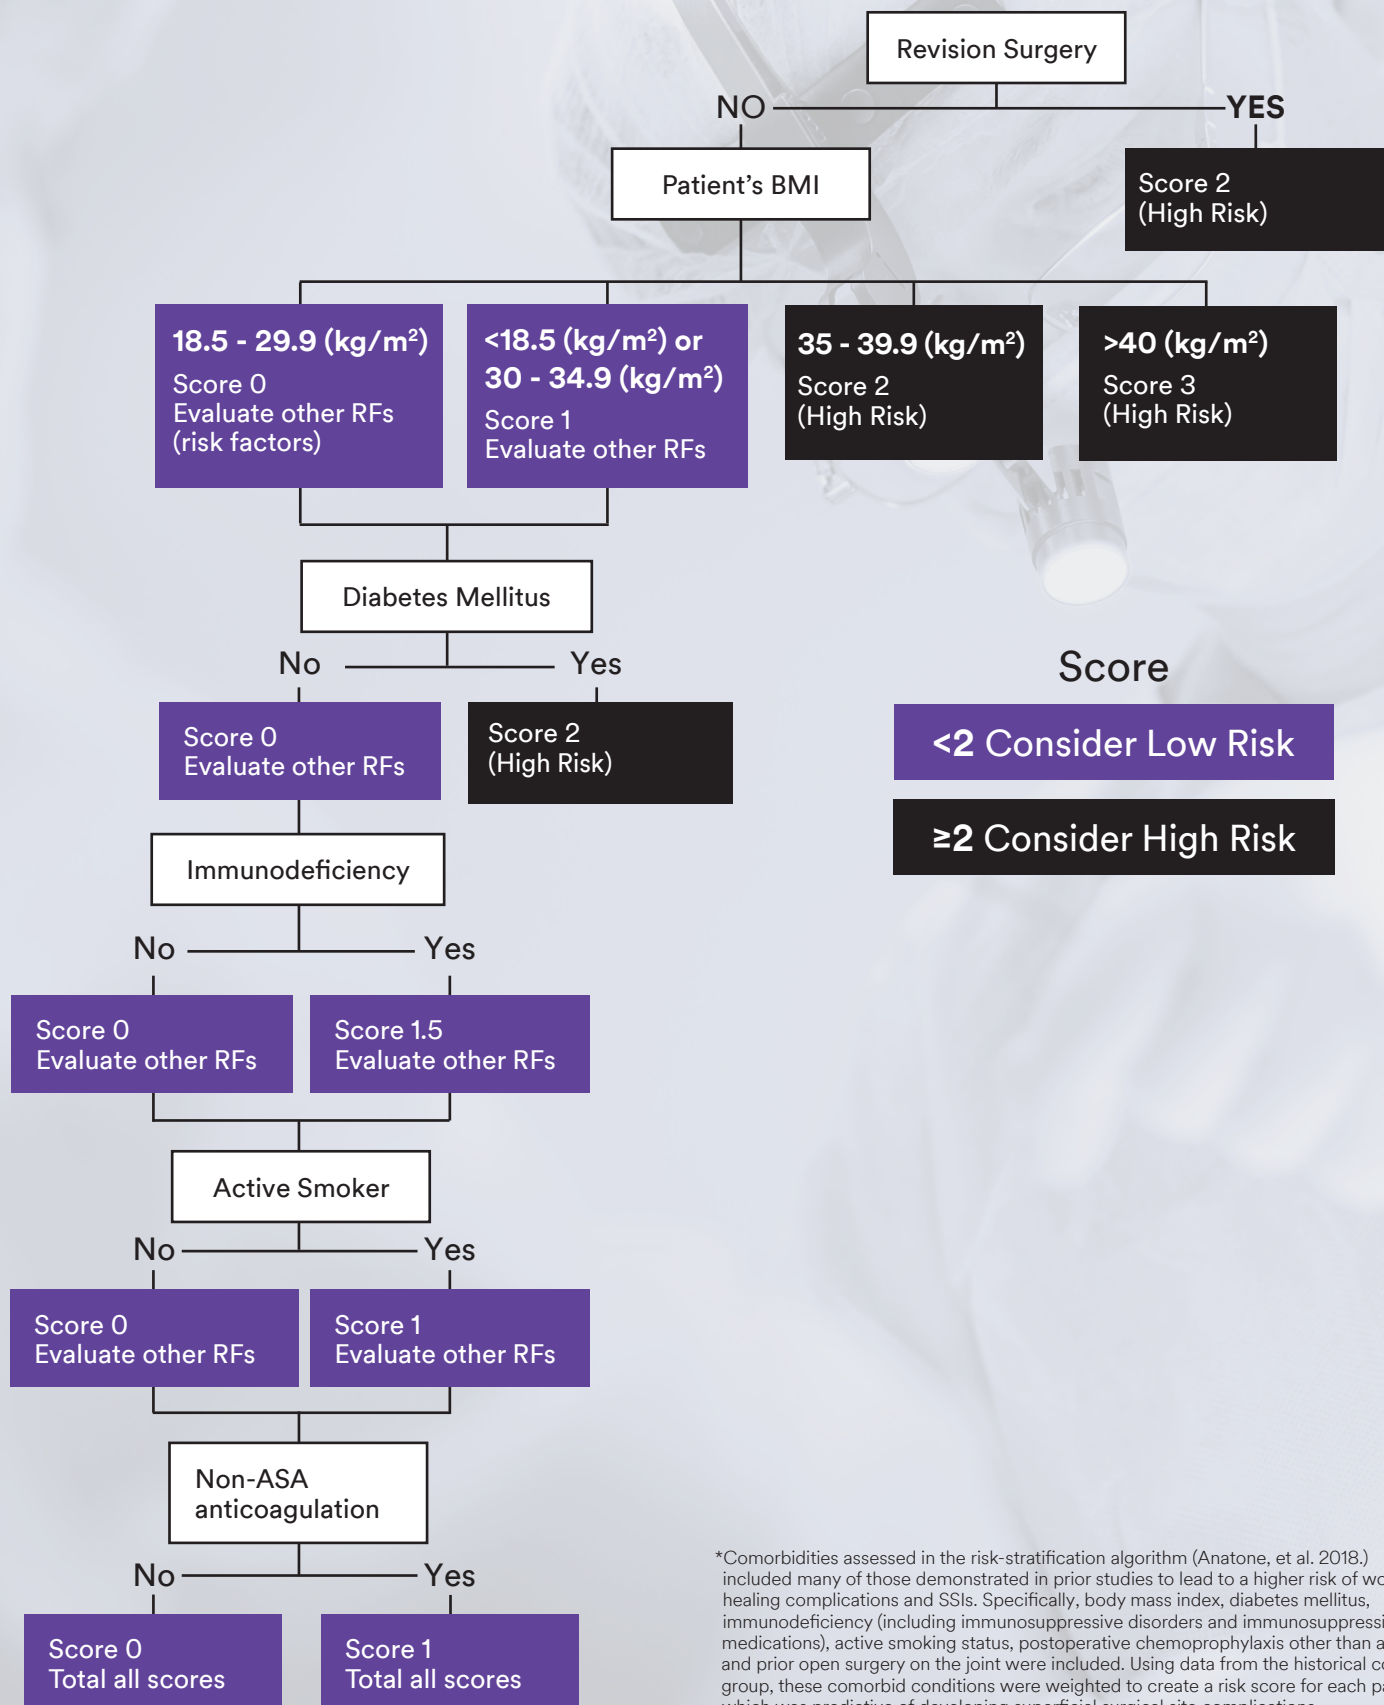 Revision Surgery
NO
YES
Patient's BMI
Score 2
(High Risk)
18.5 - 29.9 (kg/m²)
Score 0
Evaluate other RFs
(risk factors)
<18.5 (kg/m²) or
30 - 34.9 (kg/m²)
Score 1
Evaluate other RFs
35 - 39.9 (kg/m²)
Score 2
(High Risk)
>40 (kg/m²)
Score 3
(High Risk)
Diabetes Mellitus
No
Yes
Score 0
Evaluate other RFs
Score 2
(High Risk)
Score
<2 Consider Low Risk
≥2 Consider High Risk
Immunodeficiency
No
Yes
Score 0
Evaluate other RFs
Score 1.5
Evaluate other RFs
Active Smoker
No
Yes
Score 0
Evaluate other RFs
Score 1
Evaluate other RFs
Non-ASA
anticoagulation
No
Yes
Score 0
Total all scores
Score 1
Total all scores
*Comorbidities assessed in the risk-stratification algorithm (Anatone, et al. 2018.)
included many of those demonstrated in prior studies to lead to a higher risk of
healing complications and SSIs. Specifically, body mass index, diabetes mellitus,
immunodeficiency (including immunosuppressive disorders and
medications), active smoking status, postoperative chemoprophylaxis other than
and prior open surgery on the joint were included. Using data from the historical
group, these comorbid conditions were weighted to create a risk score for each
which was predictive of developing superficial surgical site complications